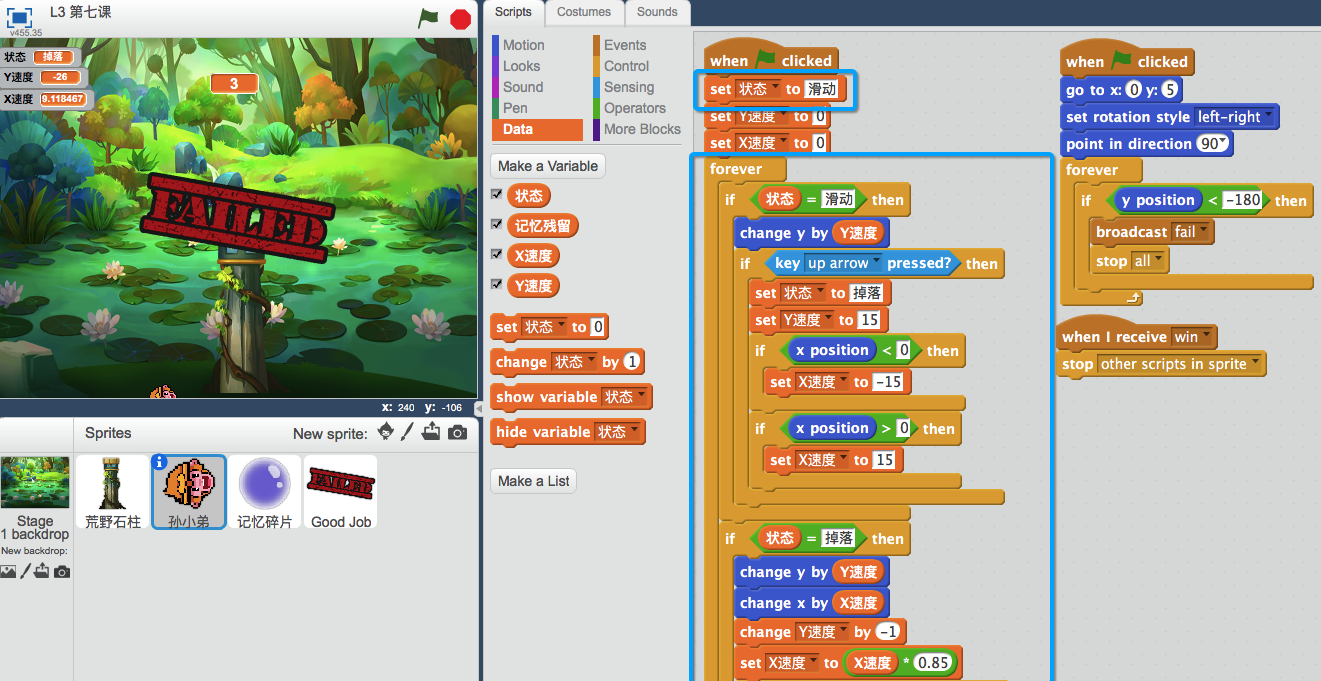 L3 第七课
v455.35
状态 掉落
Y速度 -26
X速度 9.118467
3
FAILED
x: 240 y: -106
Sprites
New sprite:
Stage
1 backdrop
New backdrop:
荒野石柱
孙小弟
记忆碎片
FAILED
Good Job
Scripts
Costumes
Sounds
Motion
Looks
Sound
Pen
Data
Events
Control
Sensing
Operators
More Blocks
Make a Variable
状态
记忆残留
X速度
Y速度
set 状态 to 0
change 状态 by 1
show variable 状态
hide variable 状态
Make a List
when clicked
set 状态 to 滑动
set Y速度 to 0
set X速度 to 0
forever
if 状态 = 滑动 then
change y by Y速度
if key up arrow pressed? then
set 状态 to 掉落
set Y速度 to 15
if x position < 0 then
set X速度 to -15
if x position > 0 then
set X速度 to 15
if 状态 = 掉落 then
change y by Y速度
change x by X速度
change Y速度 by -1
set X速度 to X速度 * 0.85
when clicked
go to x: 0 y: 5
set rotation style left-right
point in direction 90
forever
if y position < -180 then
broadcast fail
stop all
when I receive win
stop other scripts in sprite